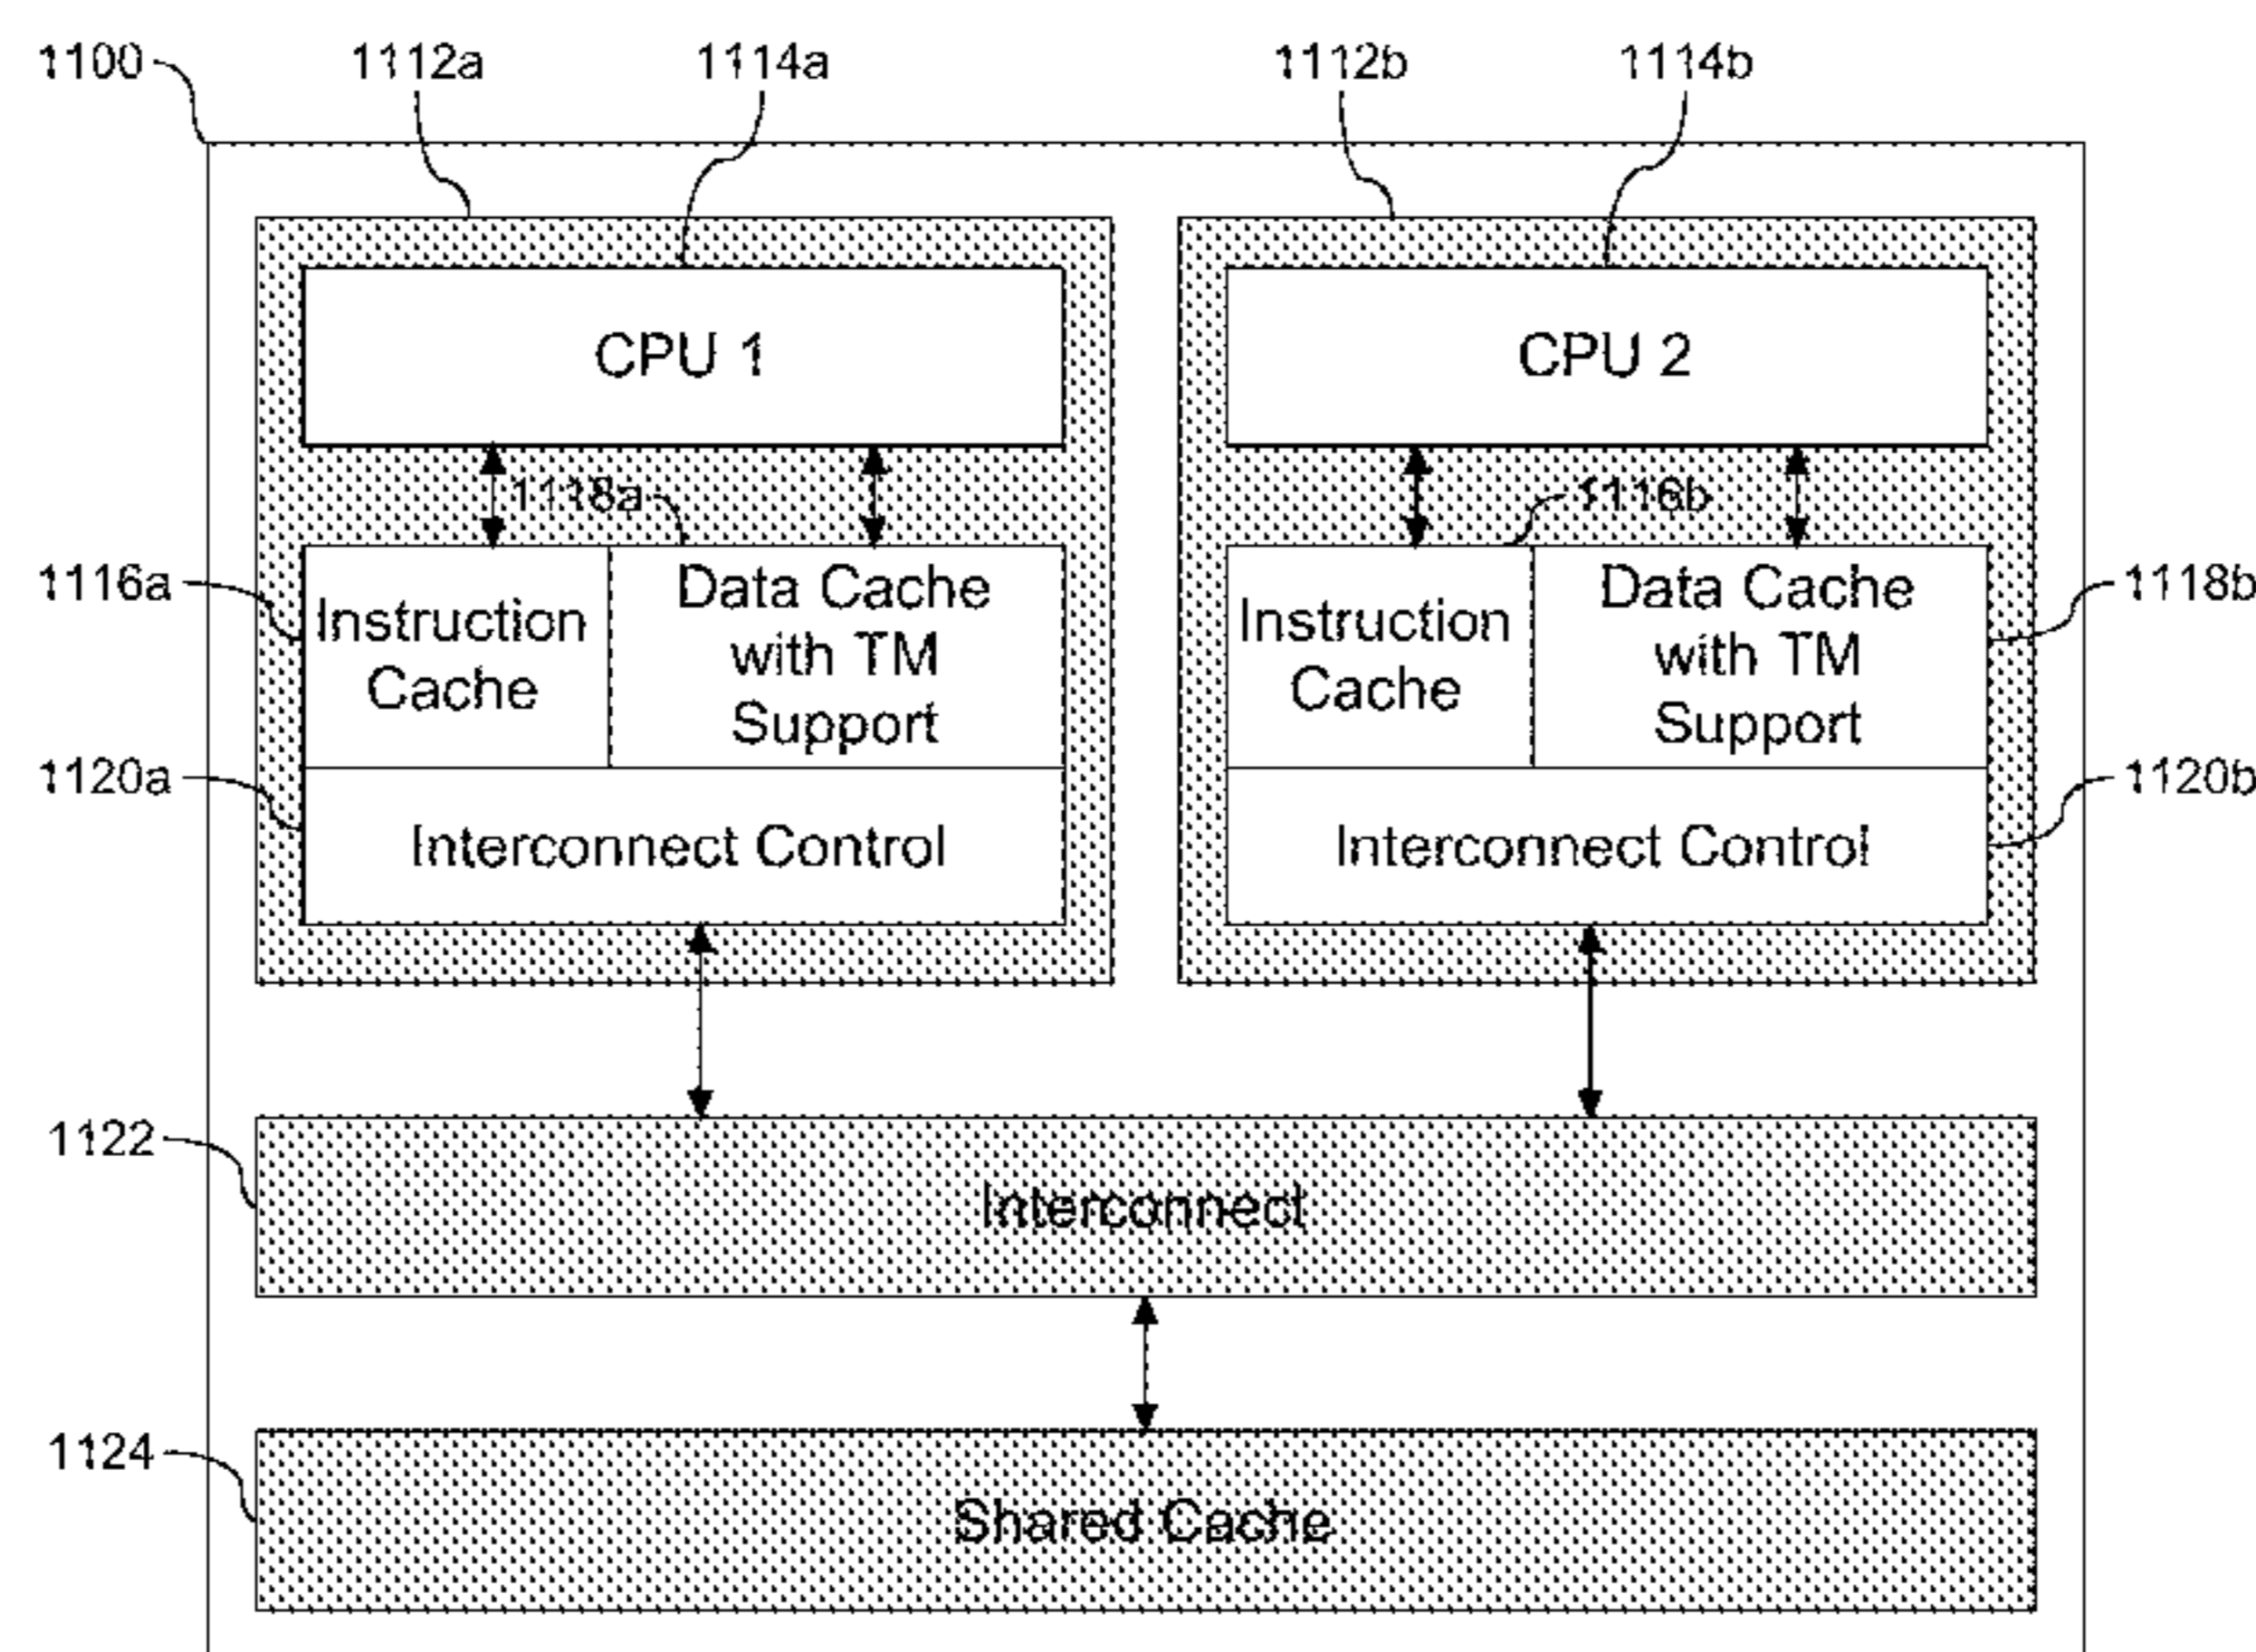 1100
1112a
1114a
1112b
1114b
CPU 1
CPU 2
1118a
1116b
1116a
Instruction
Cache
Data Cache
with TM
Support
Instruction
Cache
Data Cache
with TM
Support
1118b
1120a
Interconnect Control
Interconnect Control
1120b
1122
Interconnect
1124
Shared Cache